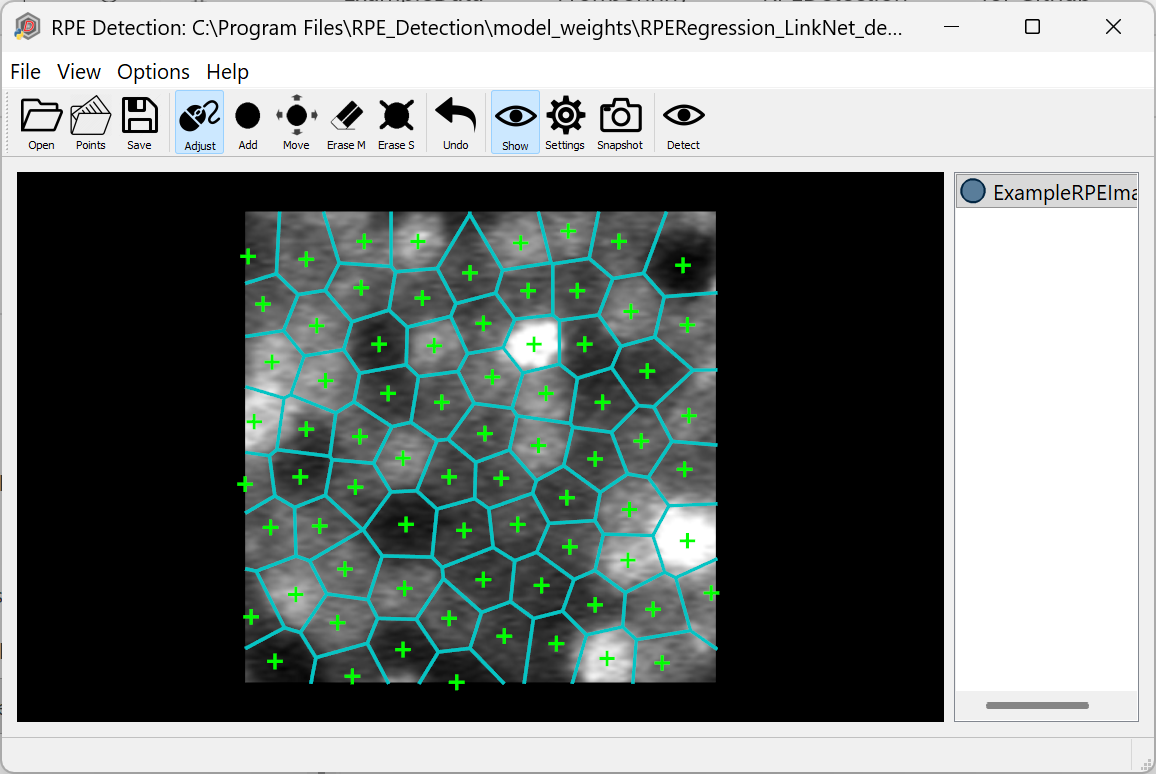 RPE Detection: C:\Program Files\RPE_Detection\model_weights\RPERegression_LinkNet_de...
File View Options Help
Open Points Save Adjust Add Move Erase M Erase S Undo Show Settings Snapshot Detect
ExampleRPEIma